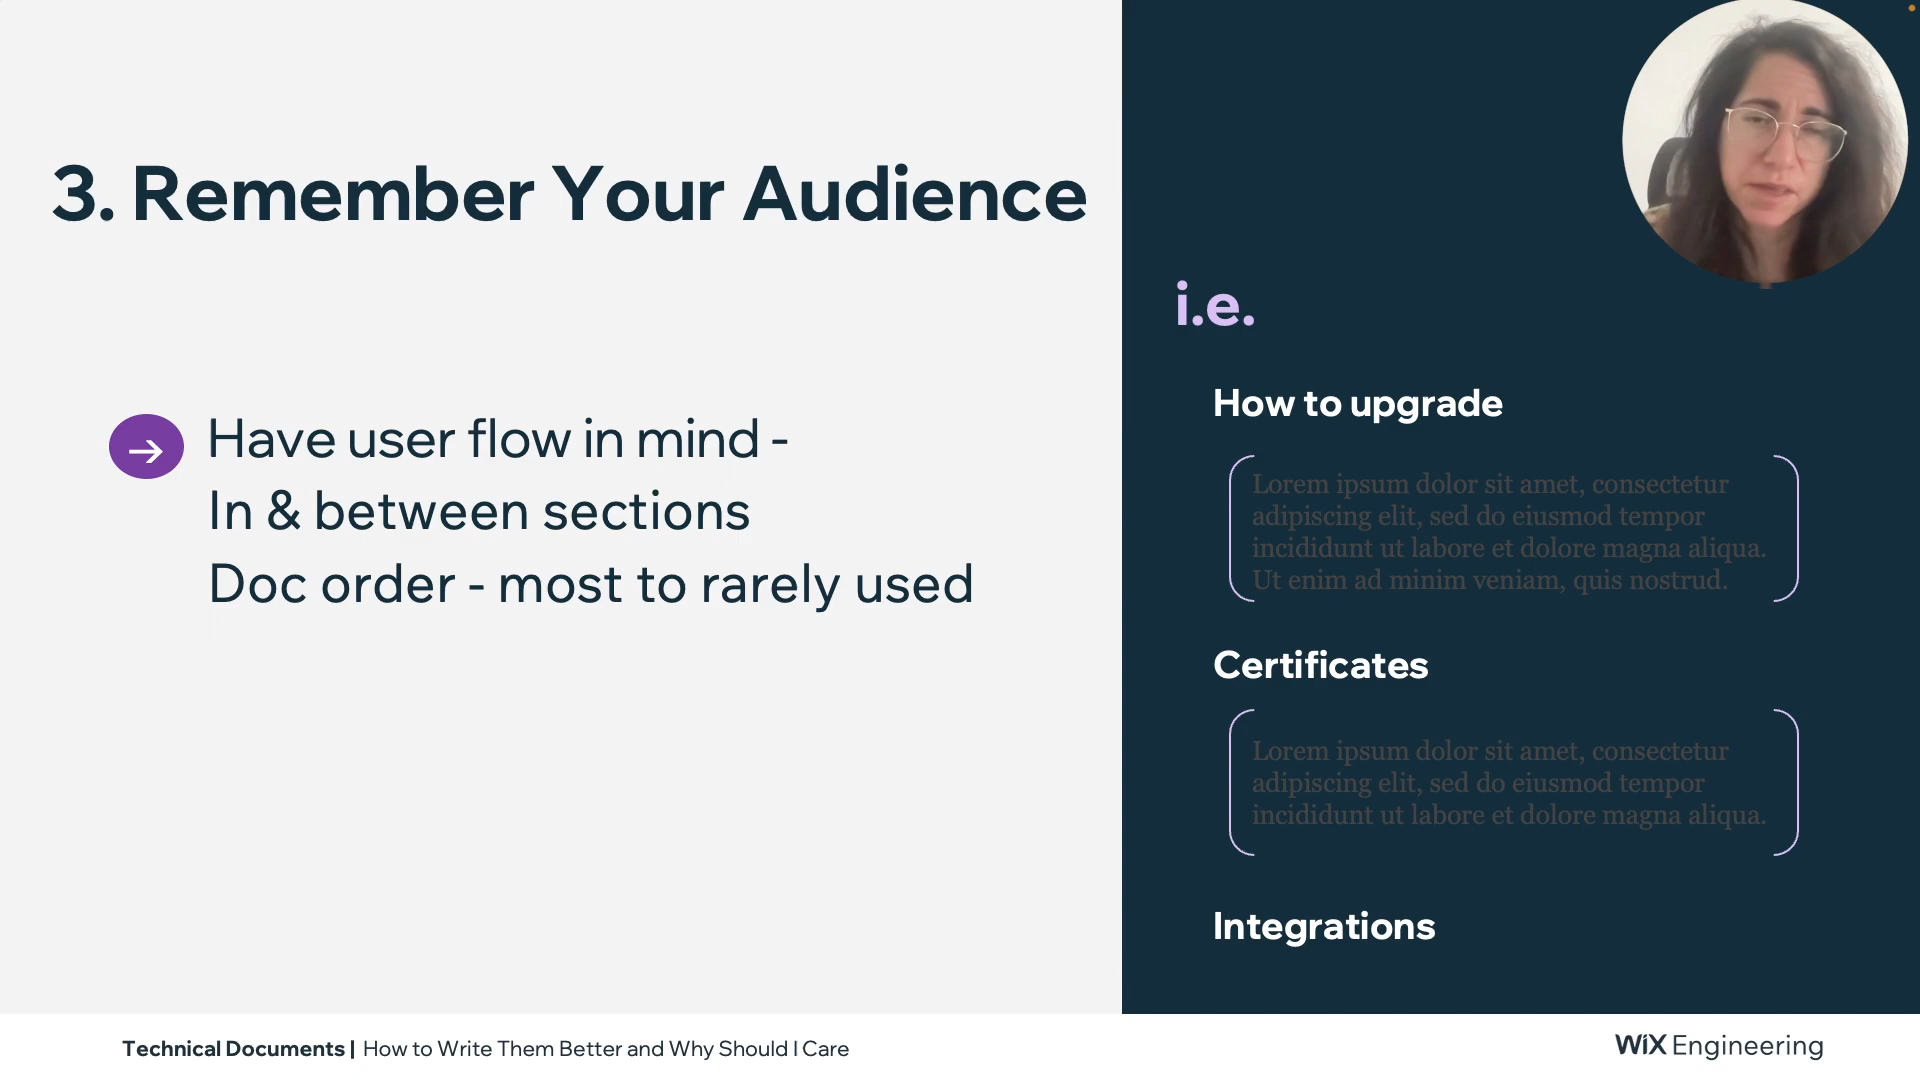 3. Remember Your Audience
Have user flow in mind -
In & between sections
Doc order - most to rarely used
i.e.
How to upgrade
Lorem ipsum dolor sit amet, consectetur
adipiscing elit, sed do eiusmod tempor
incididunt ut labore et dolore magna aliqua.
Ut enim ad minim veniam, quis nostrud.
Certificates
Lorem ipsum dolor sit amet, consectetur
adipiscing elit, sed do eiusmod tempor
incididunt ut labore et dolore magna aliqua.
Integrations
Technical Documents | How to Write Them Better and Why Should I Care
WiX Engineering